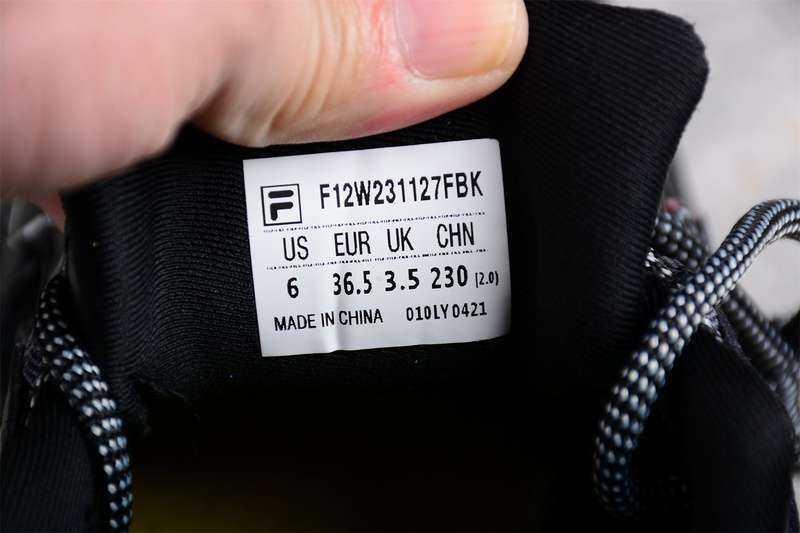 F F12W231127FBK
US EUR UK CHN
6 36.5 3.5 230 (2.0)
MADE IN CHINA 010LY0421